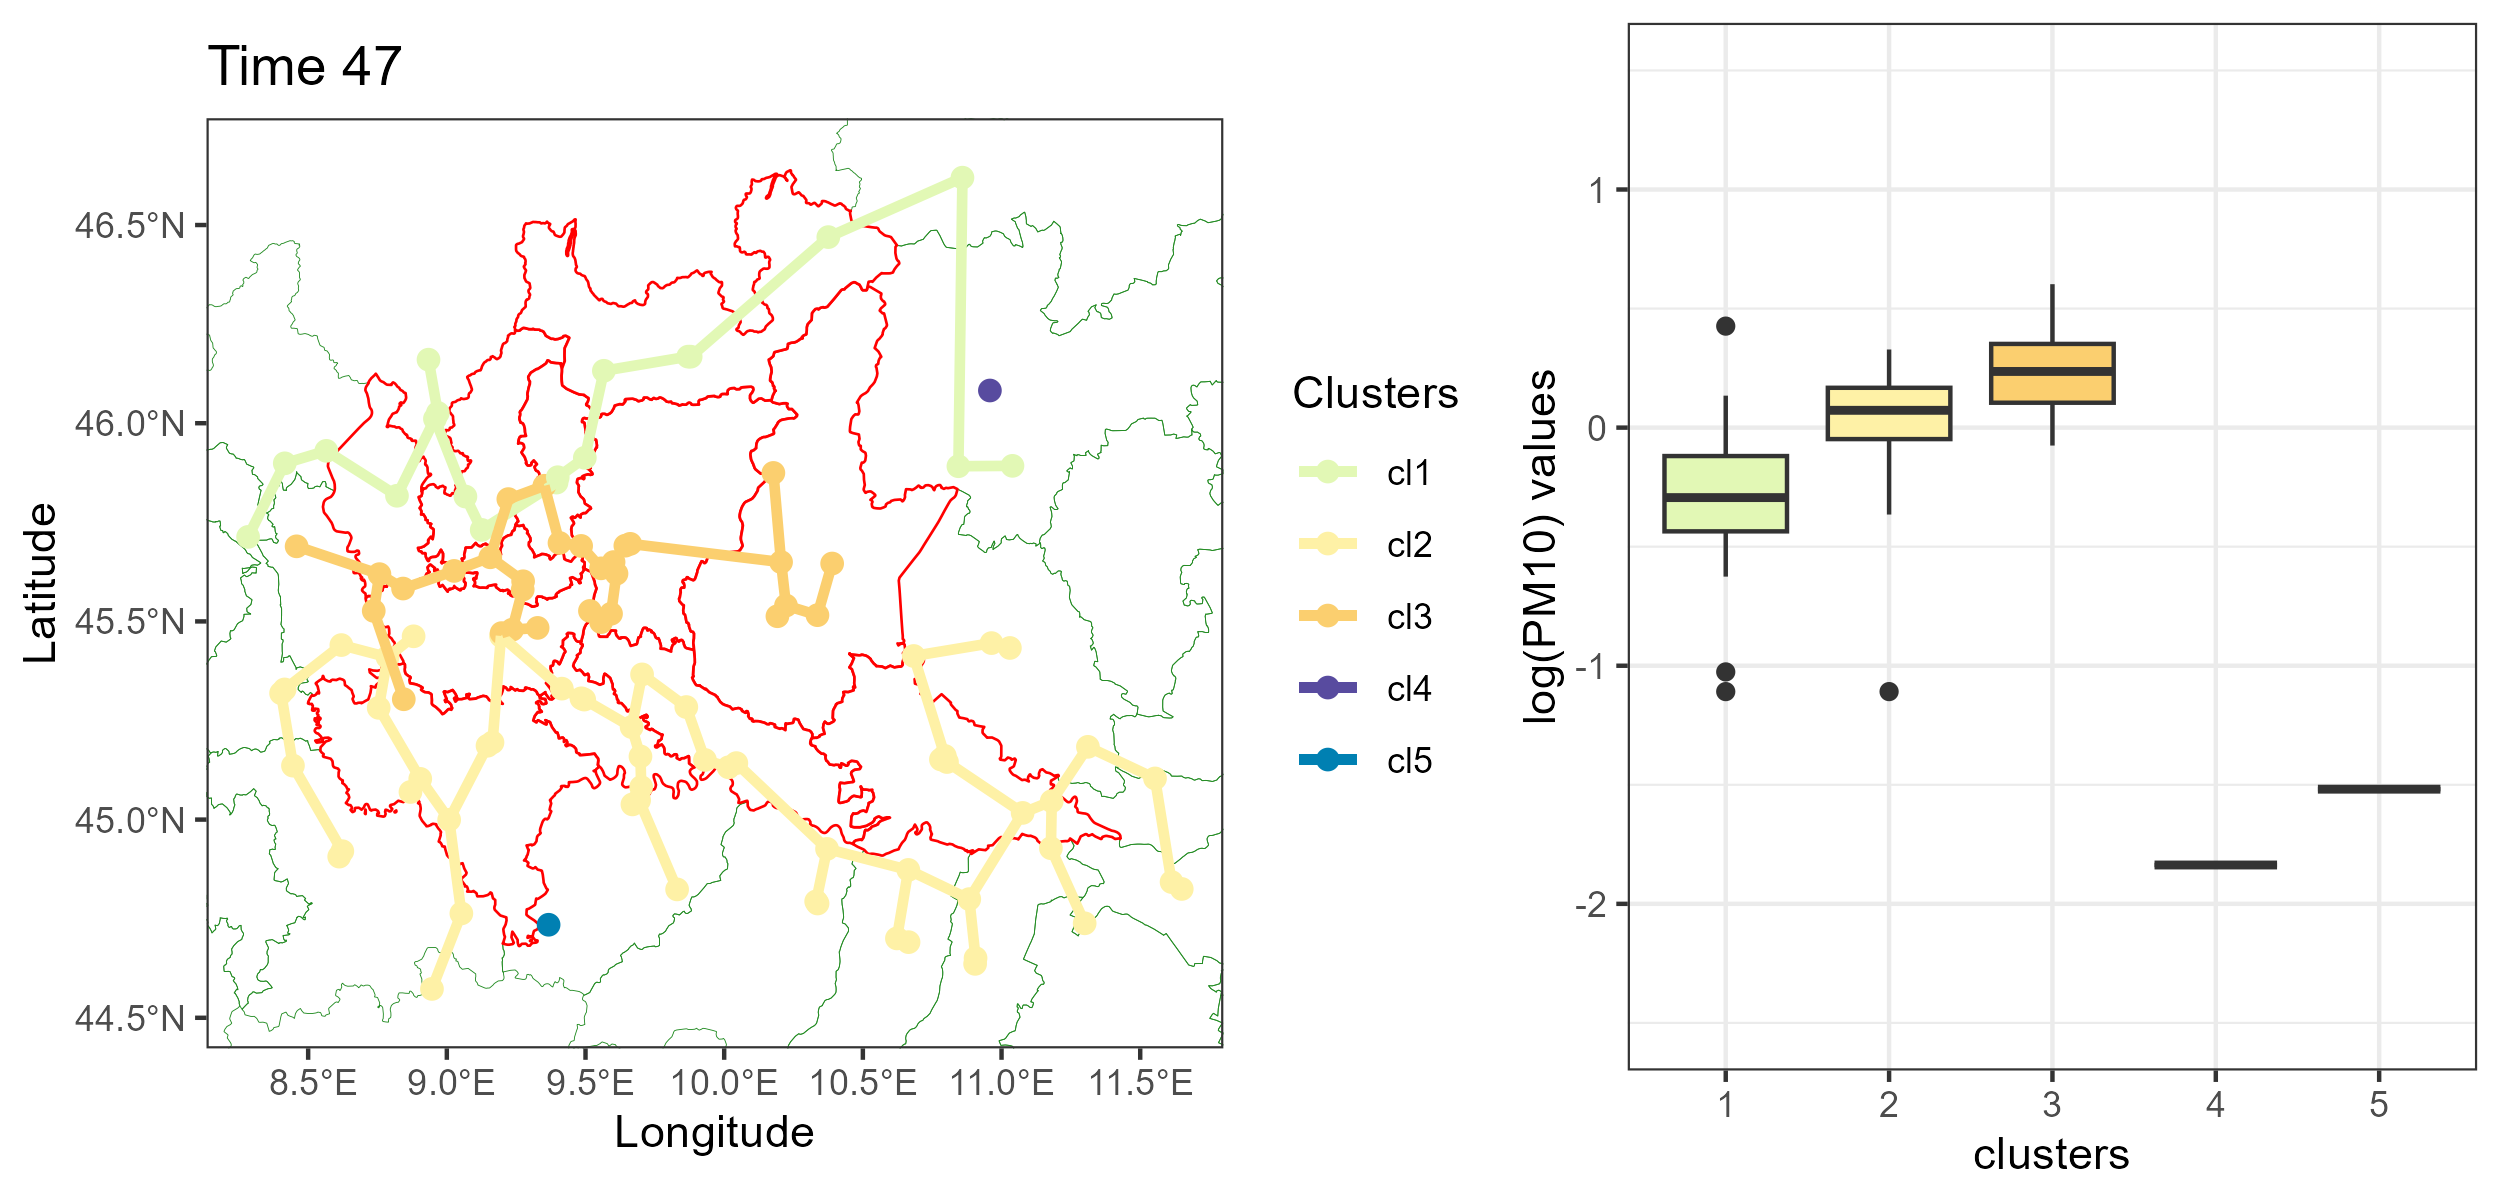 Time 47
Latitude
46.5°N
46.0°N
45.5°N
45.0°N
44.5°N
8.5°E 9.0°E 9.5°E 10.0°E 10.5°E 11.0°E 11.5°E
Longitude
Clusters
cl1
cl2
cl3
cl4
cl5
log(PM10) values
1
0
-1
-2
1 2 3 4 5
clusters